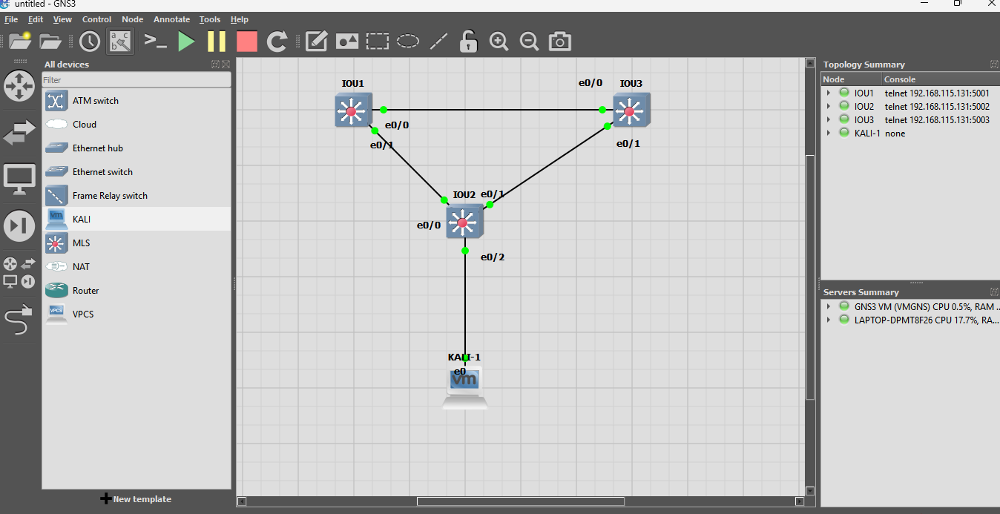 untitled - GNS3
File Edit View Control Node Annotate Tools Help
All devices
Filter
ATM switch
Cloud
Ethernet hub
Ethernet switch
Frame Relay switch
vm KALI
MLS
NAT
Router
VPCS VPCS
New template
IOU1
e0/0
e0/1
e0/0
IOU3
e0/1
IOU2 e0/1
e0/0
e0/2
KALI-1
e0
vm
Topology Summary
Node Console
IOU1 telnet 192.168.115.131:5001
IOU2 telnet 192.168.115.131:5002
IOU3 telnet 192.168.115.131:5003
KALI-1 none
Servers Summary
GNS3 VM (VMGNS) CPU 0.5%, RAM ...
LAPTOP-DPMT8F26 CPU 17.7%, RA...